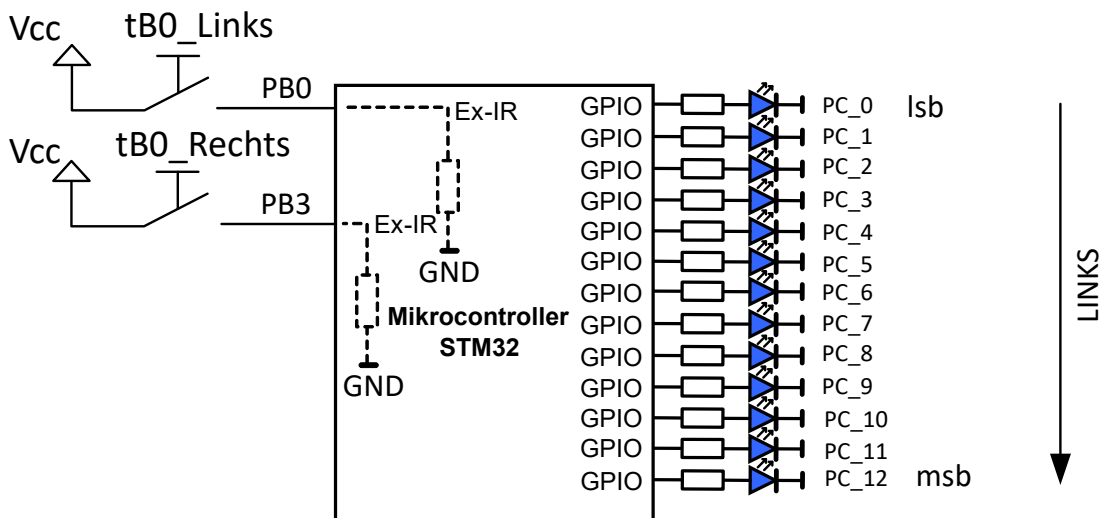 Vcc
tB0_Links
PB0
Ex-IR
GND
Vcc
tB0_Rechts
PB3
Ex-IR
GND
Mikrocontroller
STM32
GPIO PC_0 lsb
GPIO PC_1
GPIO PC_2
GPIO PC_3
GPIO PC_4
GPIO PC_5
GPIO PC_6
GPIO PC_7
GPIO PC_8
GPIO PC_9
GPIO PC_10
GPIO PC_11
GPIO PC_12 msb
LINKS